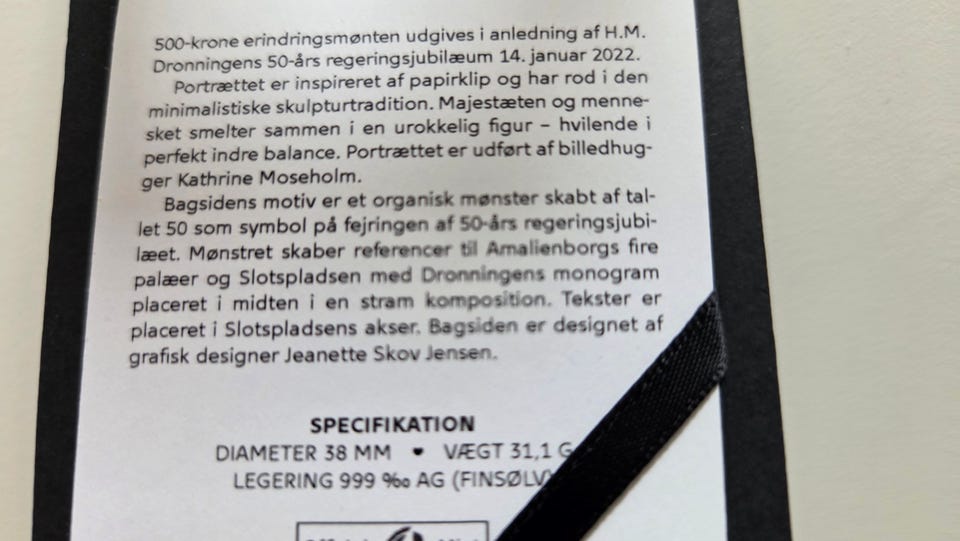 500-krone erindringsmønten udgives i anledning af H.M.
Dronningens 50-års regeringsjubilæum 14. januar 2022.
Portrættet er inspireret af papirklip og har rod i den
minimalistiske skulpturtradition. Majestæten og menne-
sket smelter sammen i en urokkelig figur – hvilende i
perfekt indre balance. Portrættet er udført af billedhug-
ger Kathrine Moseholm.
Bagsidens motiv er et organisk mønster skabt af tal-
let 50 som symbol på fejringen af 50-års regeringsjubi-
læet. Mønstret skaber referencer til Amalienborgs fire
palæer og Slotspladsen med Dronningens monogram
placeret i midten i en stram komposition. Tekster er
placeret i Slotspladsens akser. Bagsiden er designet af
grafisk designer Jeanette Skov Jensen.
SPECIFIKATION
DIAMETER 38 MM ♥ VÆGT 31,1 G
LEGERING 999 ‰ AG (FINSØLV)